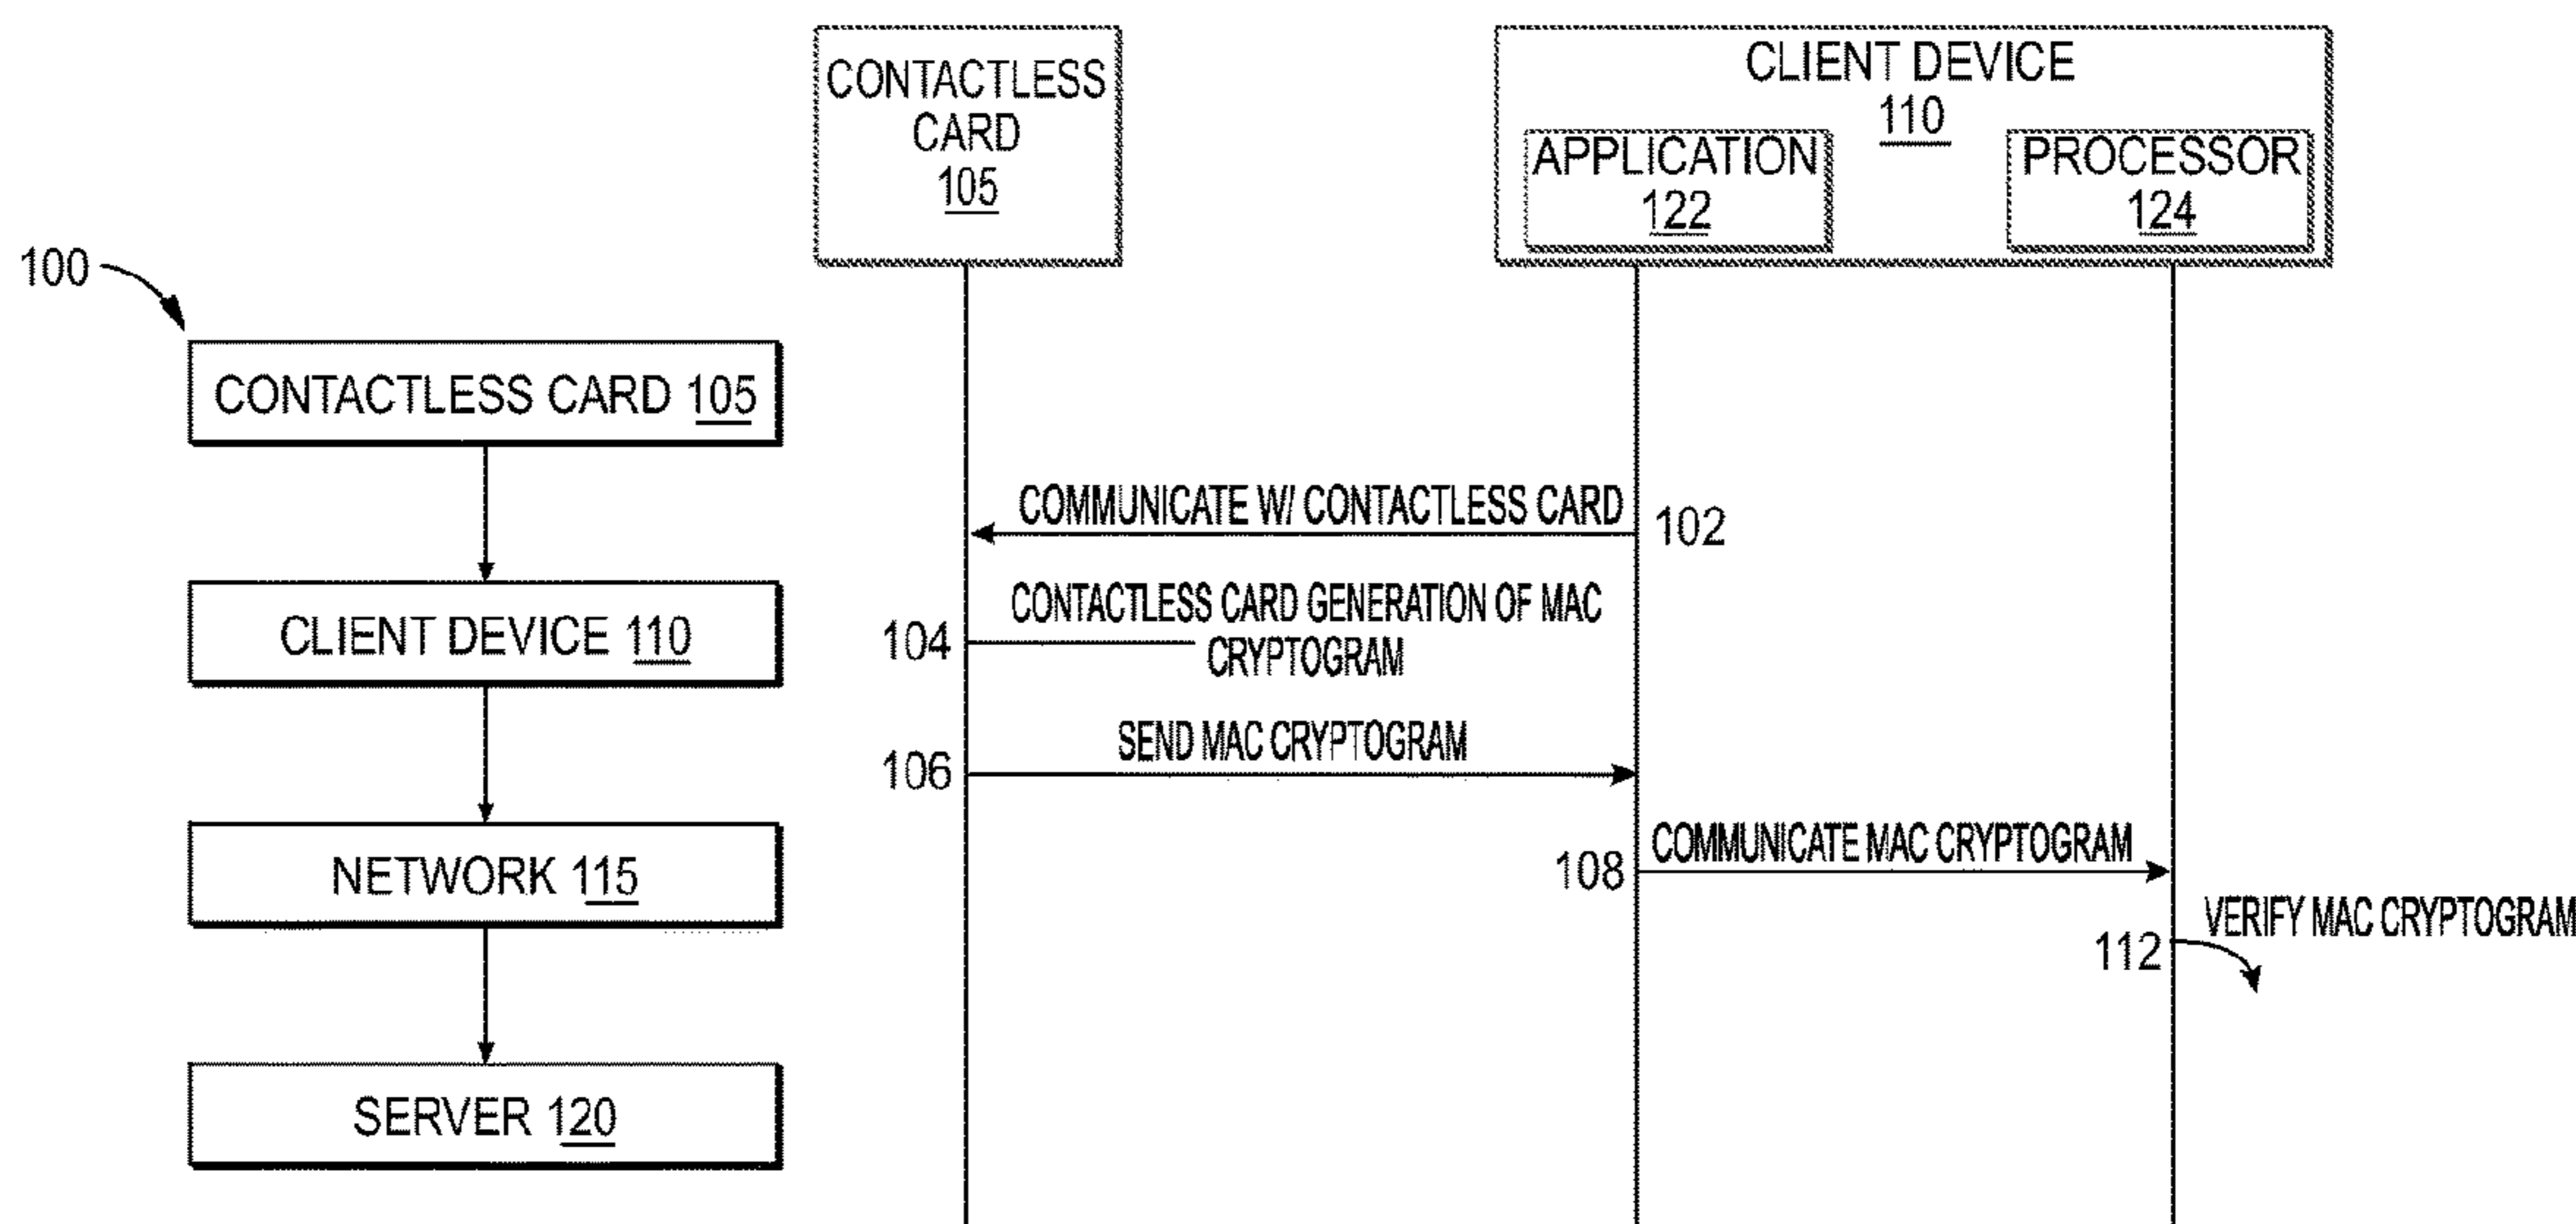 100
CONTACTLESS CARD 105
CLIENT DEVICE 110
NETWORK 115
SERVER 120
CONTACTLESS
CARD
105
CLIENT DEVICE
110
APPLICATION
122
PROCESSOR
124
COMMUNICATE W/ CONTACTLESS CARD
102
CONTACTLESS CARD GENERATION OF MAC
104
CRYPTOGRAM
SEND MAC CRYPTOGRAM
106
COMMUNICATE MAC CRYPTOGRAM
108
VERIFY MAC CRYPTOGRAM
112